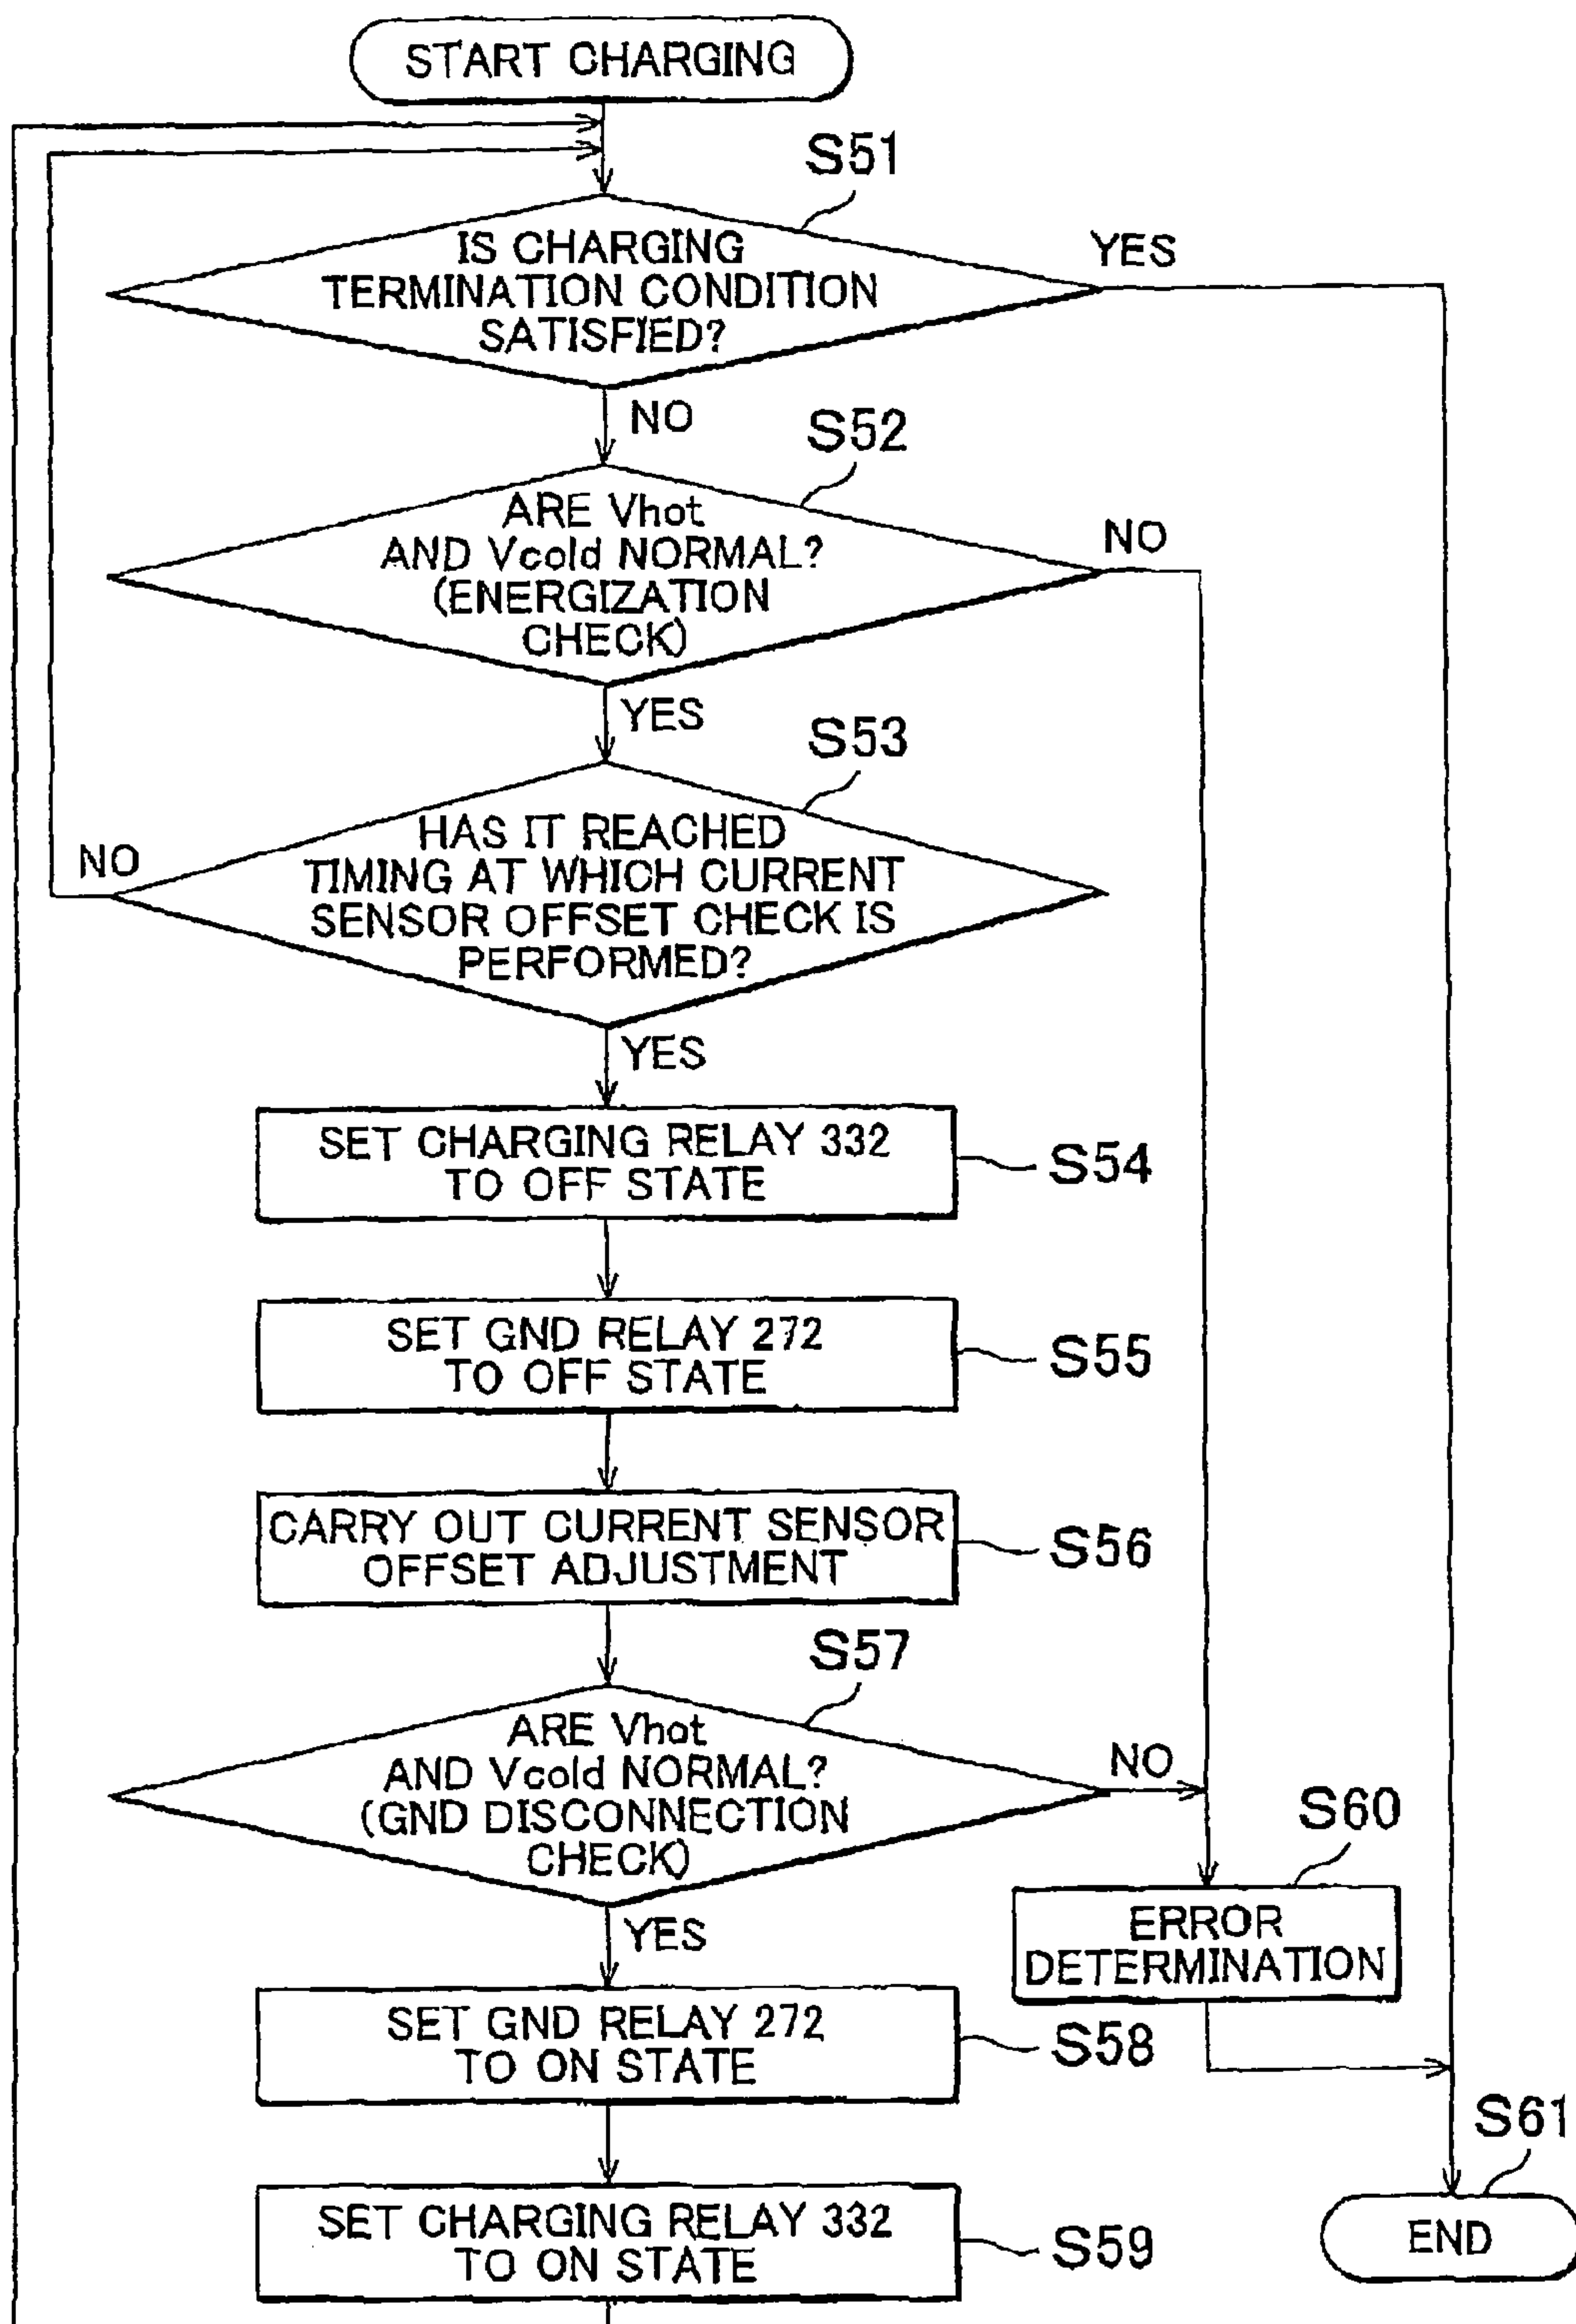 START CHARGING
S51
IS CHARGING
TERMINATION CONDITION
SATISFIED?
YES
NO
S52
ARE Vhot
AND Vcold NORMAL?
(ENERGIZATION
CHECK)
NO
YES
S53
HAS IT REACHED
TIMING AT WHICH CURRENT
SENSOR OFFSET CHECK IS
PERFORMED?
NO
YES
SET CHARGING RELAY 332
TO OFF STATE
S54
SET GND RELAY 272
TO OFF STATE
S55
CARRY OUT CURRENT SENSOR
OFFSET ADJUSTMENT
S56
S57
ARE Vhot
AND Vcold NORMAL?
(GND DISCONNECTION
CHECK)
NO
YES
S60
ERROR
DETERMINATION
SET GND RELAY 272
TO ON STATE
S58
SET CHARGING RELAY 332
TO ON STATE
S59
S61
END